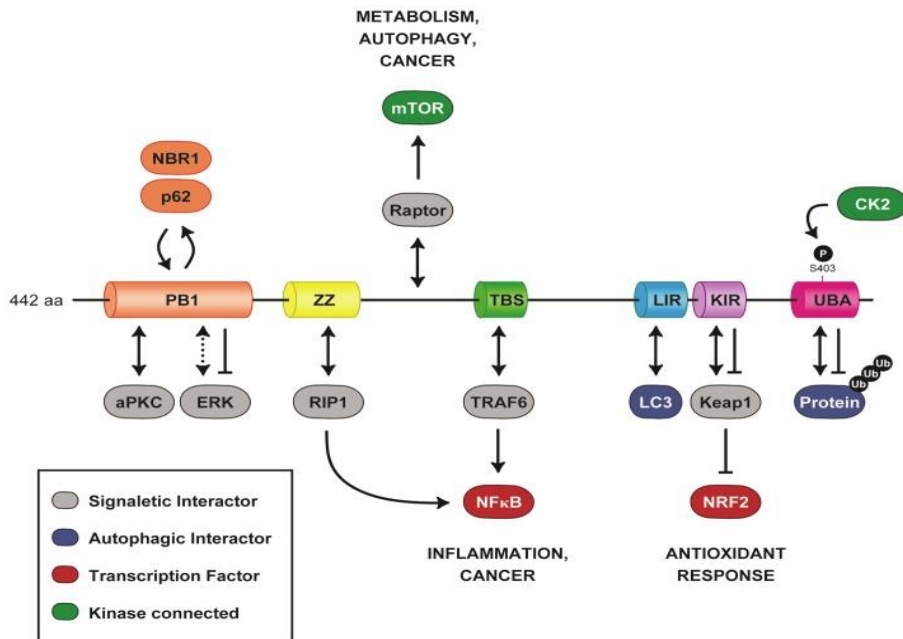 METABOLISM,
AUTOPHAGY,
CANCER
mTOR
NBR1
p62
Raptor
CK2
P
S403
442 aa
PB1
ZZ
TBS
LIR
KIR
UBA
aPKC
ERK
RIP1
TRAF6
LC3
Keap1
Protein
Ub
Ub
Ub
NFκB
NRF2
INFLAMMATION,
CANCER
ANTIOXIDANT
RESPONSE
Signaletic Interactor
Autophagic Interactor
Transcription Factor
Kinase connected